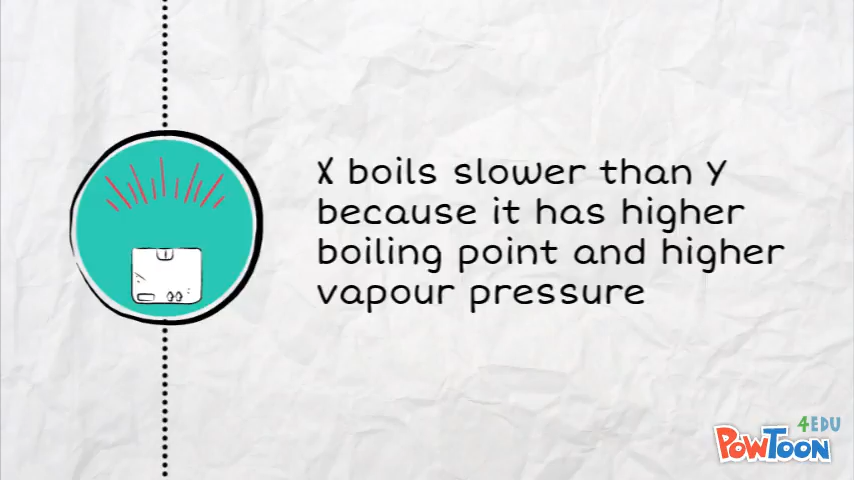 X boils slower than Y
because it has higher
boiling point and higher
vapour pressure
4EDU
PowToon